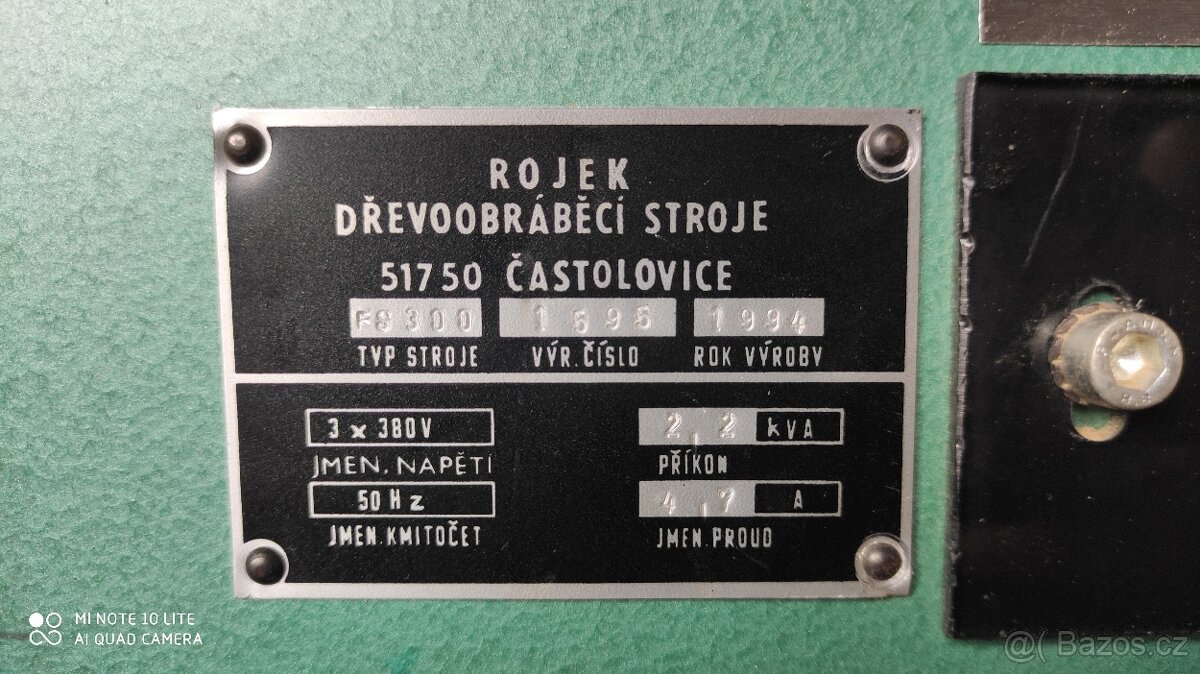 ROJEK
DŘEVOOBRÁBĚCÍ STROJE
51750 ČASTOLOVICE
FS300 1595 1994
TYP STROJE VÝR. ČÍSLO ROK VÝROBY
3 x 380V 2,2 kVA
JMEN. NAPĚTÍ PŘÍKON
50 Hz 4,7 A
JMEN. KMITOČET JMEN. PROUD
8.8
MI NOTE 10 LITE
AI QUAD CAMERA
@( Bazos.cz